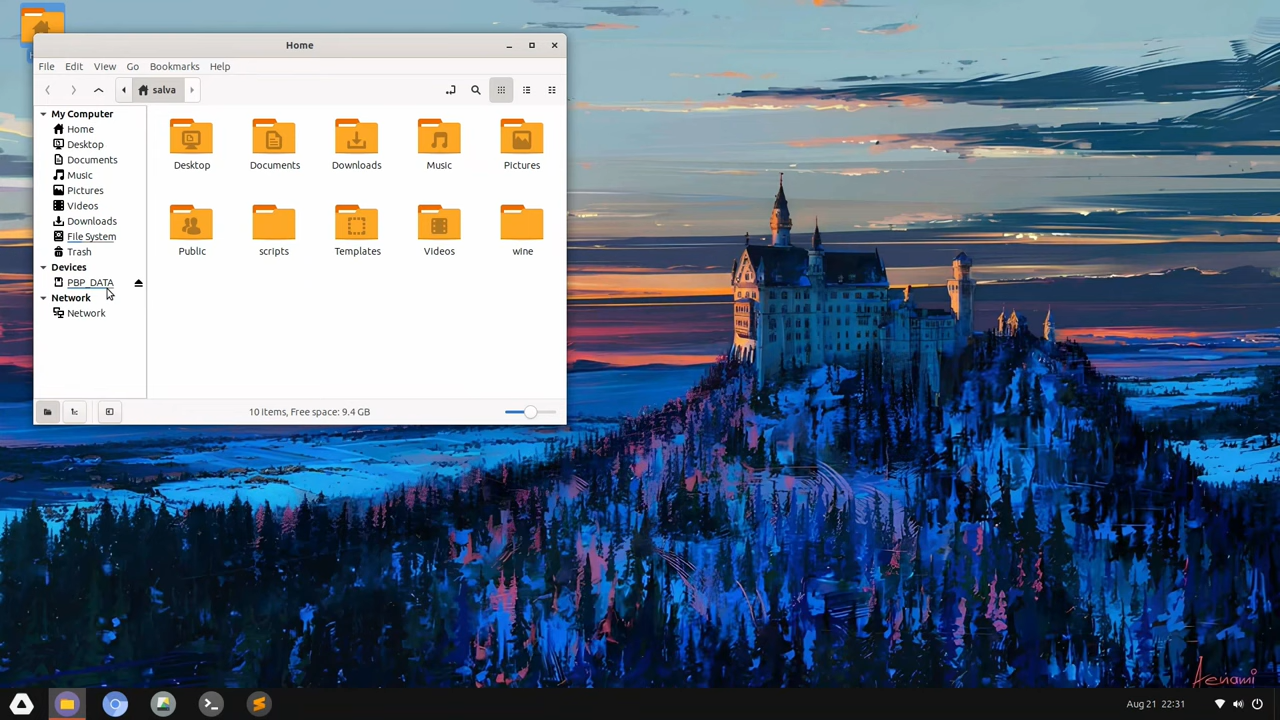 Home
File Edit View Go Bookmarks Help
salva
My Computer
Home
Desktop
Documents
Music
Pictures
Videos
Downloads
File System
Trash
Devices
PBP_DATA
Network
Network
Desktop Documents Downloads Music Pictures
Public scripts Templates Videos wine
10 items, Free space: 9.4 GB
Aenami
Aug 21 22:31